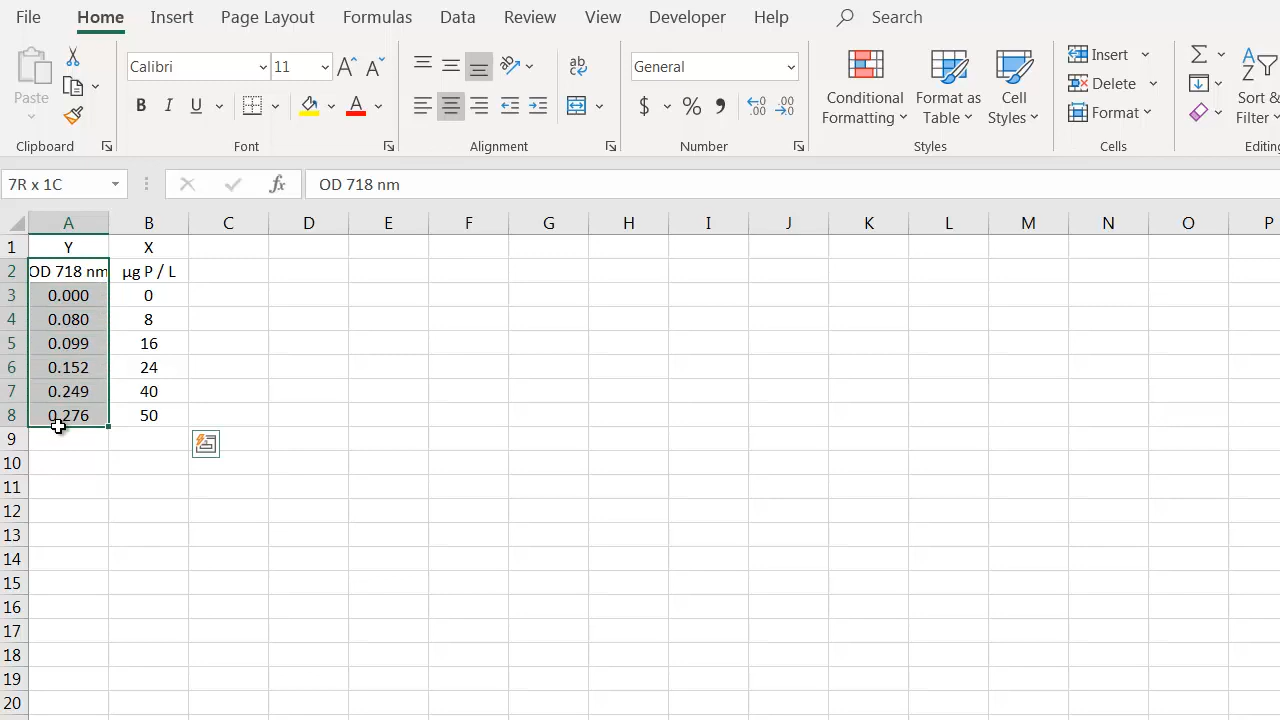 File Home Insert Page Layout Formulas Data Review View Developer Help Search
Calibri 11 A A ab General
Paste B I U A $ % , Conditional Formatting Format as Table Cell Styles Insert Delete Format Sort & Filter
Clipboard Font Alignment Number Styles Cells Editing
7R x 1C fx OD 718 nm
A B C D E F G H I J K L M N O P
1 Y X
2 OD 718 nm µg P / L
3 0.000 0
4 0.080 8
5 0.099 16
6 0.152 24
7 0.249 40
8 0.276 50
9
10
11
12
13
14
15
16
17
18
19
20